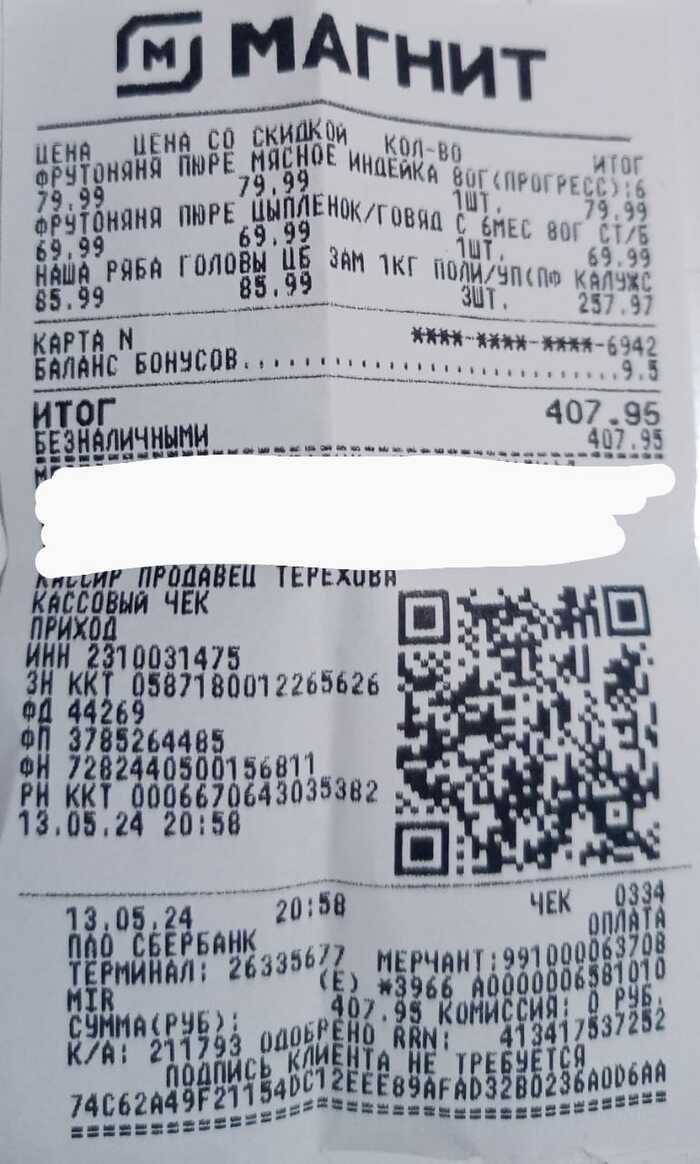 М МАГНИТ
ЦЕНА ЦЕНА СО СКИДКОЙ КОЛ-ВО ИТОГ
ФРУТОНЯНЯ ПЮРЕ МЯСНОЕ ИНДЕЙКА 80Г(ПРОГРЕСС):6
79.99 79.99 1ШТ. 79.99
ФРУТОНЯНЯ ПЮРЕ ЦЫПЛЕНОК/ГОВЯД С 6МЕС 80Г СТ/Б
69.99 69.99 1ШТ. 69.99
НАША РЯБА ГОЛОВЫ ЦБ ЗАМ 1КГ ПОЛИ/УП(ПФ КАЛУЖС
85.99 85.99 3ШТ. 257.97
КАРТА N ****-****-****-6942
БАЛАНС БОНУСОВ..............................9.5
ИТОГ 407.95
БЕЗНАЛИЧНЫМИ 407.95
КАССИР ПРОДАВЕЦ ТЕРЕХОВА
КАССОВЫЙ ЧЕК
ПРИХОД
ИНН 2310031475
ЗН ККТ 0587180012265626
ФД 44269
ФП 3785264485
ФН 7282440500156811
РН ККТ 0006670643035382
13.05.24 20:58
13.05.24 20:58 ЧЕК 0334
ПАО СБЕРБАНК ОПЛАТА
ТЕРМИНАЛ: 26335677 МЕРЧАНТ:991000063708
MIR (E) *3966 A0000006581010
СУММА(РУБ): 407.95 КОМИССИЯ: 0 РУБ.
К/А: 211793 ОДОБРЕНО RRN: 413417537252
ПОДПИСЬ КЛИЕНТА НЕ ТРЕБУЕТСЯ
74C62A49F21154DC12EEE89AFAD32B0236A0D6AA
========================================